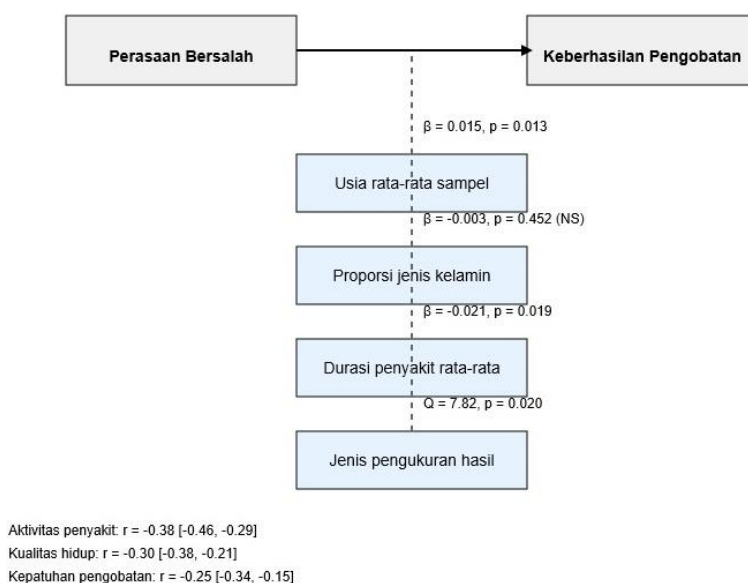 Perasaan Bersalah
Keberhasilan Pengobatan
β = 0.015, p = 0.013
Usia rata-rata sampel
β = -0.003, p = 0.452 (NS)
Proporsi jenis kelamin
β = -0.021, p = 0.019
Durasi penyakit rata-rata
Q = 7.82, p = 0.020
Jenis pengukuran hasil
Aktivitas penyakit: r = -0.38 [-0.46, -0.29]
Kualitas hidup: r = -0.30 [-0.38, -0.21]
Kepatuhan pengobatan: r = -0.25 [-0.34, -0.15]